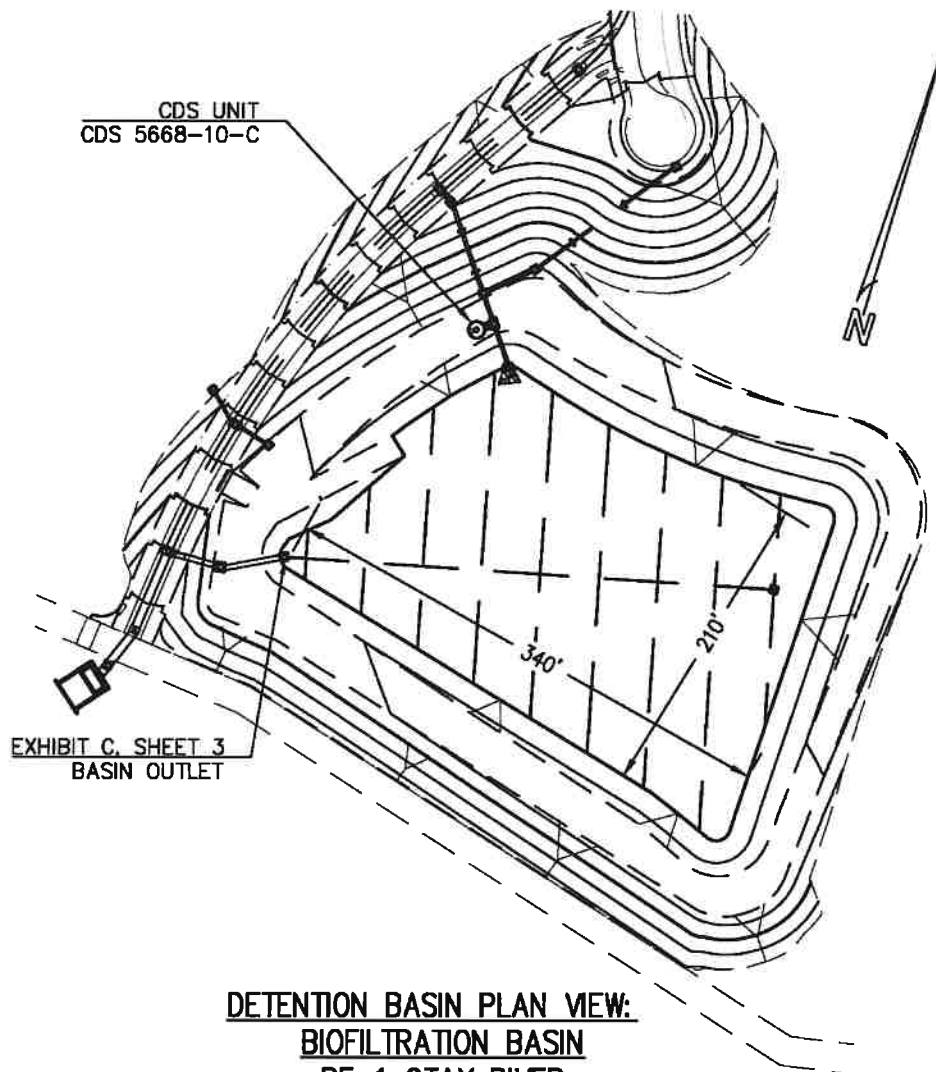 CDS UNIT
CDS 5668-10-C
N
340'
210'
EXHIBIT C, SHEET 3
BASIN OUTLET
DETENTION BASIN PLAN VIEW:
BIOFILTRATION BASIN